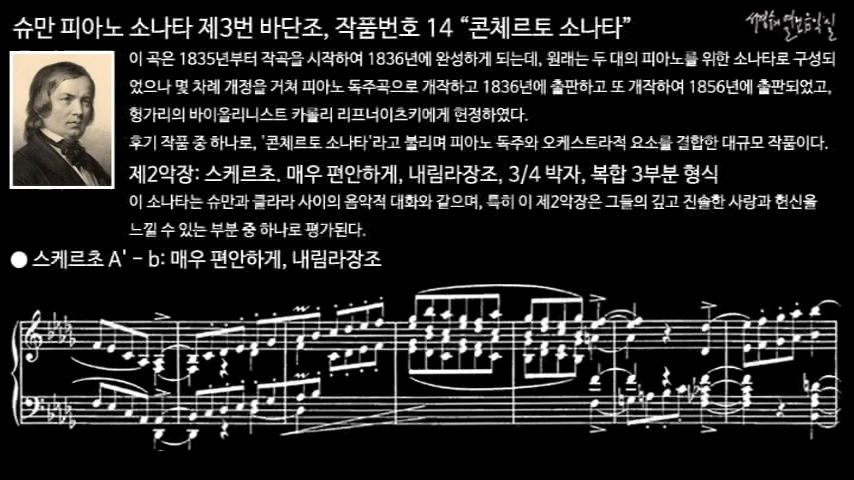 슈만 피아노 소나타 제3번 바단조, 작품번호 14 “콘체르토 소나타”
서정원의 열린음악실
이 곡은 1835년부터 작곡을 시작하여 1836년에 완성하게 되는데, 원래는 두 대의 피아노를 위한 소나타로 구성되
었으나 몇 차례 개정을 거쳐 피아노 독주곡으로 개작하고 1836년에 출판하고 또 개작하여 1856년에 출판되었고,
헝가리의 바이올리니스트 카롤리 리프너이츠키에게 헌정하였다.
후기 작품 중 하나로, '콘체르토 소나타'라고 불리며 피아노 독주와 오케스트라적 요소를 결합한 대규모 작품이다.
제2악장: 스케르초. 매우 편안하게, 내림라장조, 3/4 박자, 복합 3부분 형식
이 소나타는 슈만과 클라라 사이의 음악적 대화와 같으며, 특히 이 제2악장은 그들의 깊고 진솔한 사랑과 헌신을
느낄 수 있는 부분 중 하나로 평가된다.
● 스케르초 A' - b: 매우 편안하게, 내림라장조